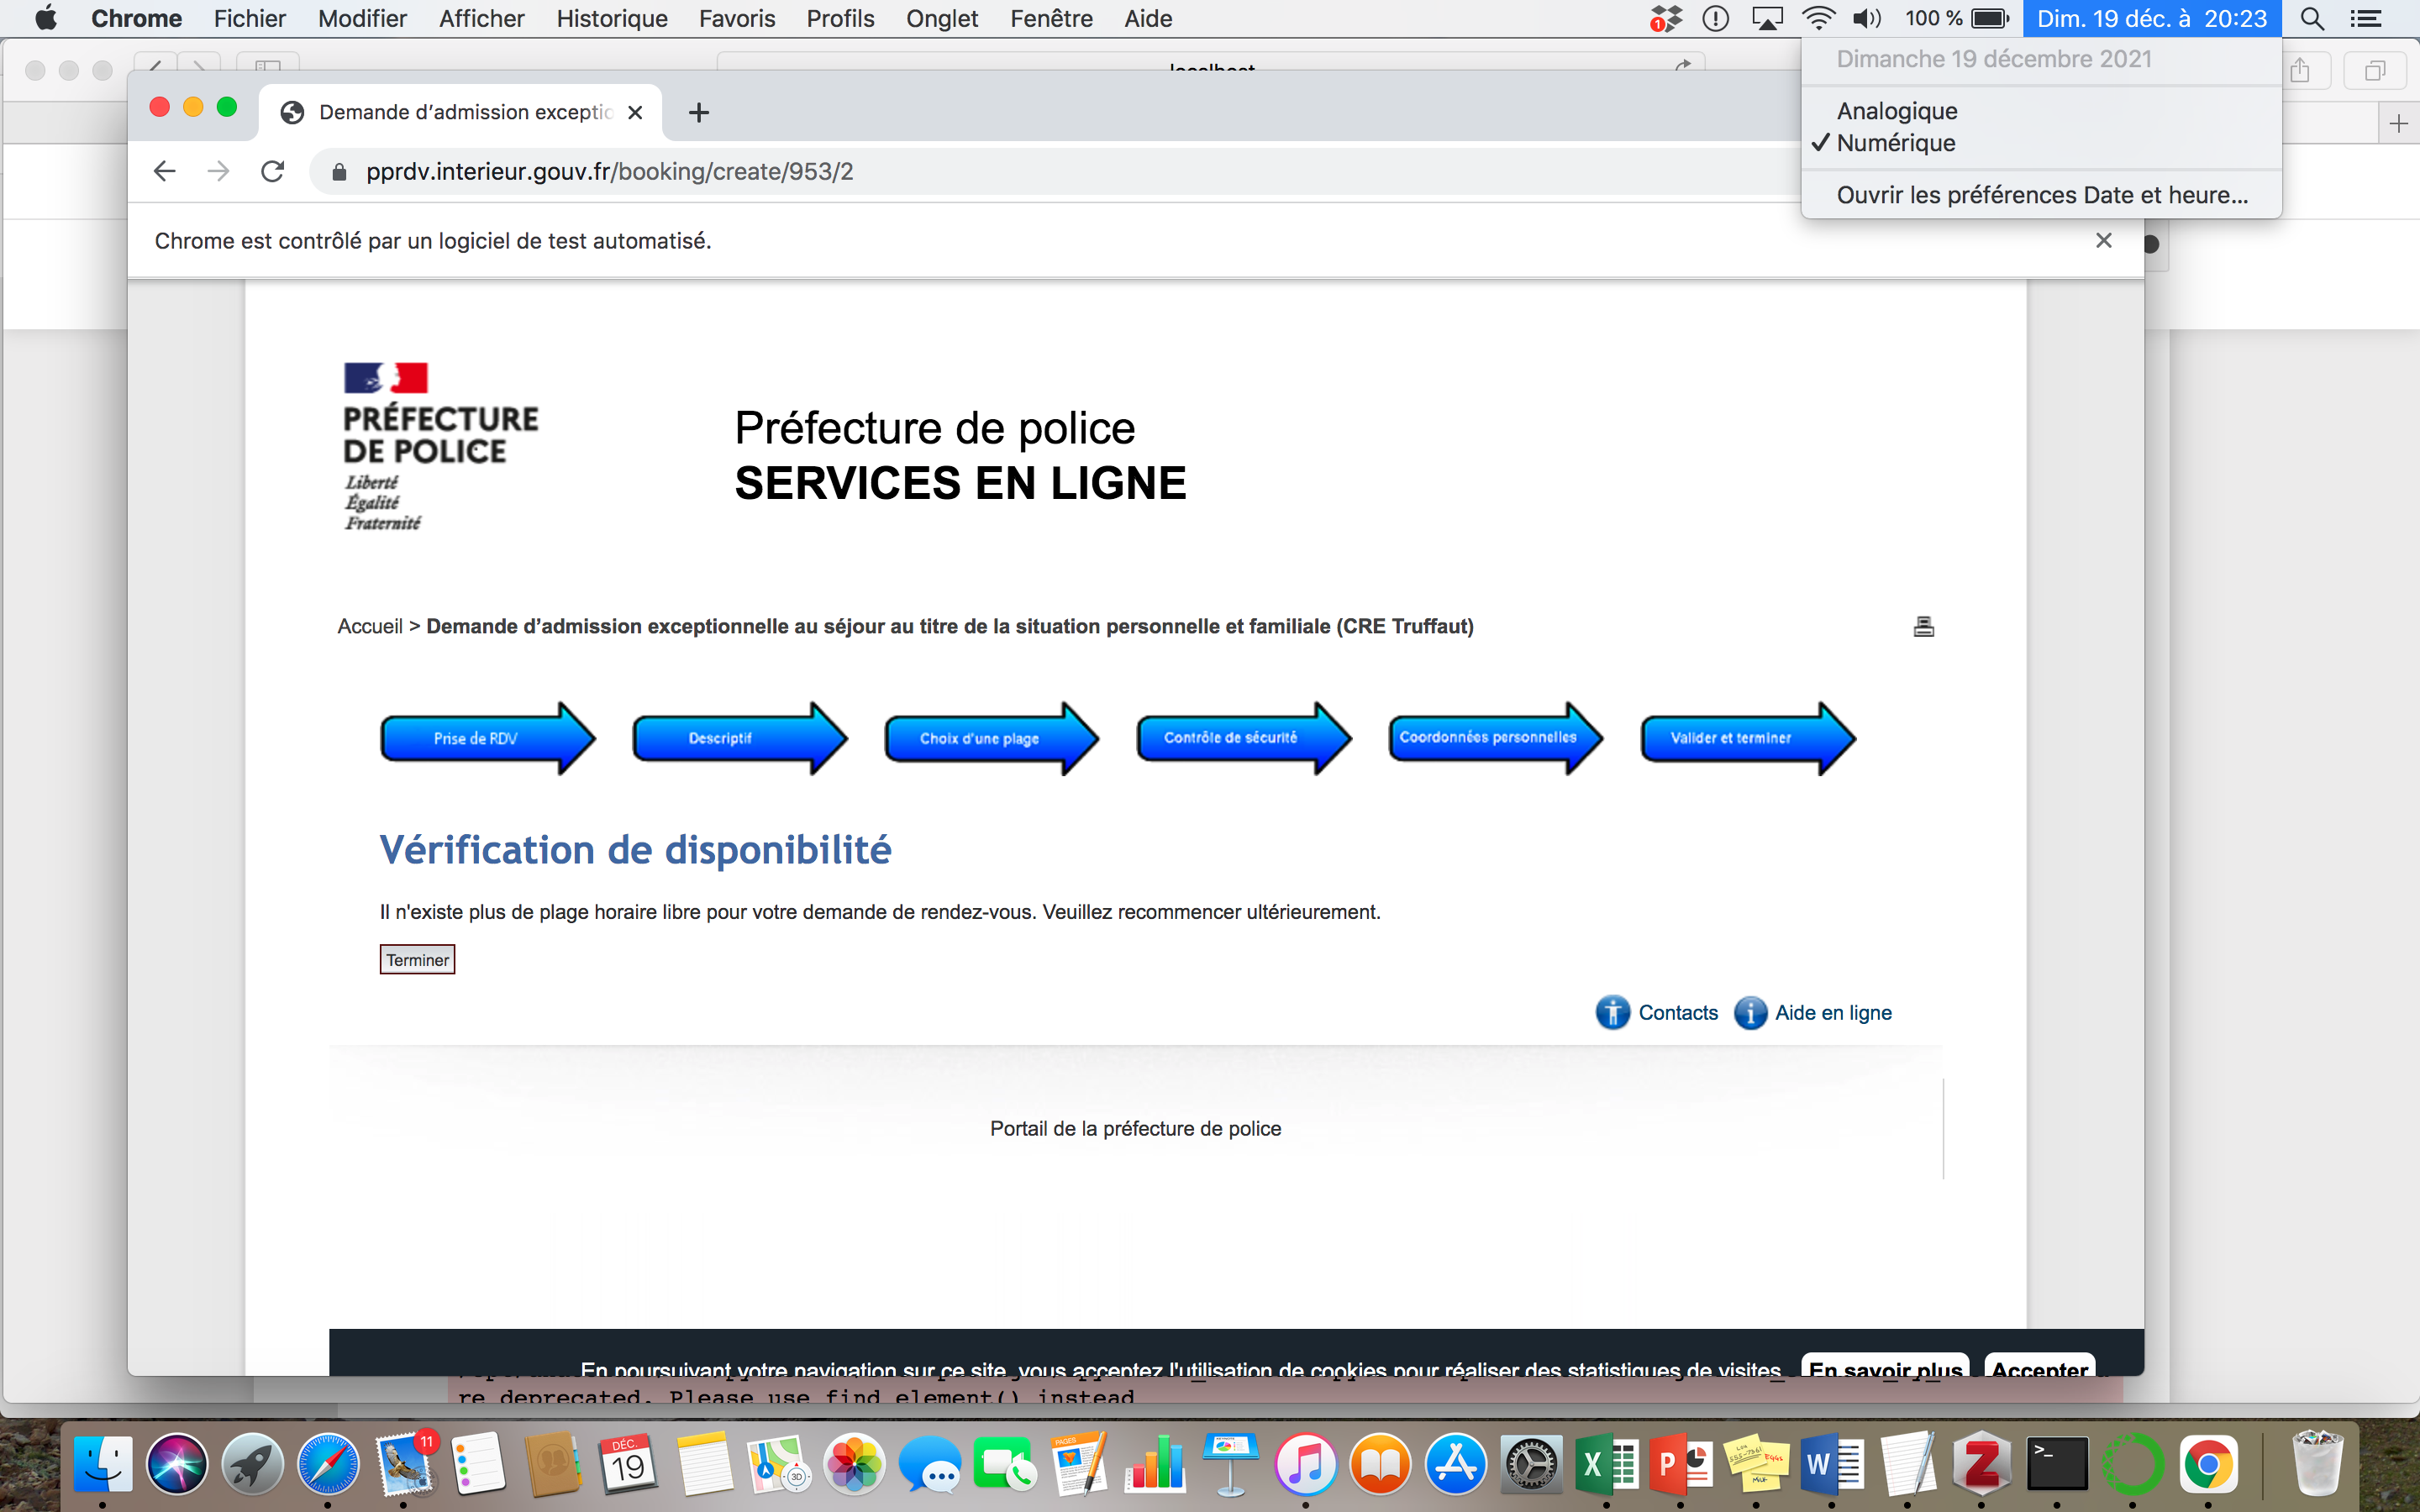 Chrome Fichier Modifier Afficher Historique Favoris Profils Onglet Fenêtre Aide 1 100 % Dim. 19 déc. à 20:23
Dimanche 19 décembre 2021
Analogique
✓ Numérique
Ouvrir les préférences Date et heure...
localhost
Demande d’admission exceptio
pprdv.interieur.gouv.fr/booking/create/953/2
Chrome est contrôlé par un logiciel de test automatisé.
PRÉFECTURE
DE POLICE
Liberté
Égalité
Fraternité
Préfecture de police
SERVICES EN LIGNE
Accueil > Demande d’admission exceptionnelle au séjour au titre de la situation personnelle et familiale (CRE Truffaut)
Prise de RDV
Descriptif
Choix d'une plage
Contrôle de sécurité
Coordonnées personnelles
Valider et terminer
Vérification de disponibilité
Il n'existe plus de plage horaire libre pour votre demande de rendez-vous. Veuillez recommencer ultérieurement.
Terminer
Contacts
Aide en ligne
Portail de la préfecture de police
En poursuivant votre navigation sur ce site, vous acceptez l'utilisation de cookies pour réaliser des statistiques de visites. En savoir plus Accepter
re deprecated. Please use find_element() instead
11
DÉC.
19
3D
PAGES
X
P
W
Z
>_